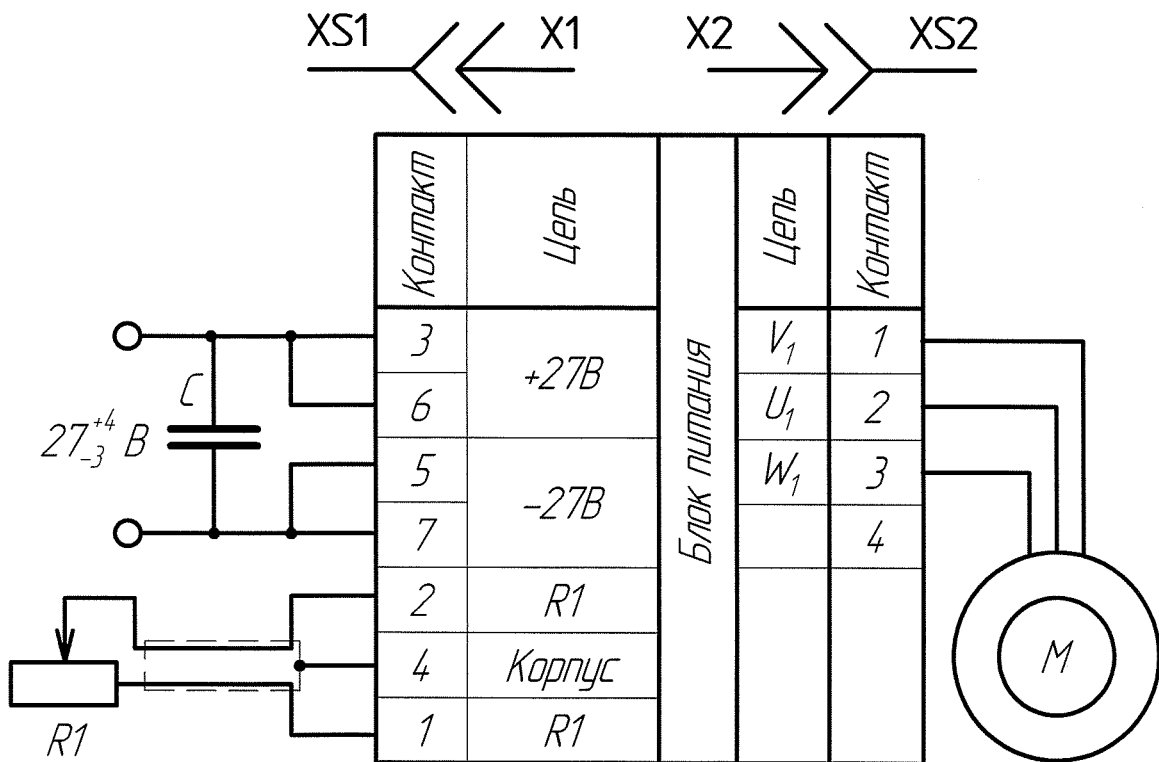 XS1 X1 X2 XS2
Контакт Цепь Блок питания Цепь Контакт
3 +27В V₁ 1
6 U₁ 2
C
27⁺⁴₋₃ В
5 -27В W₁ 3
7 4
2 R1
4 Корпус
1 R1
R1
M